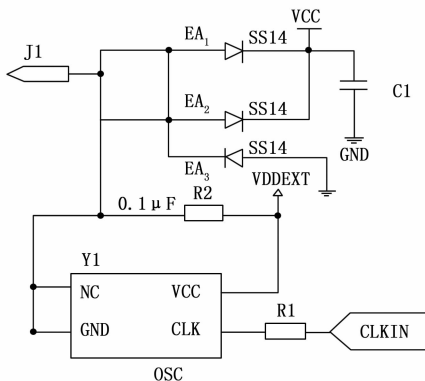 VCC
J1
EA1 SS14
C1
EA2 SS14
GND
EA3 SS14
VDDEXT
0.1μF R2
Y1
NC VCC
R1
GND CLK
CLKIN
OSC